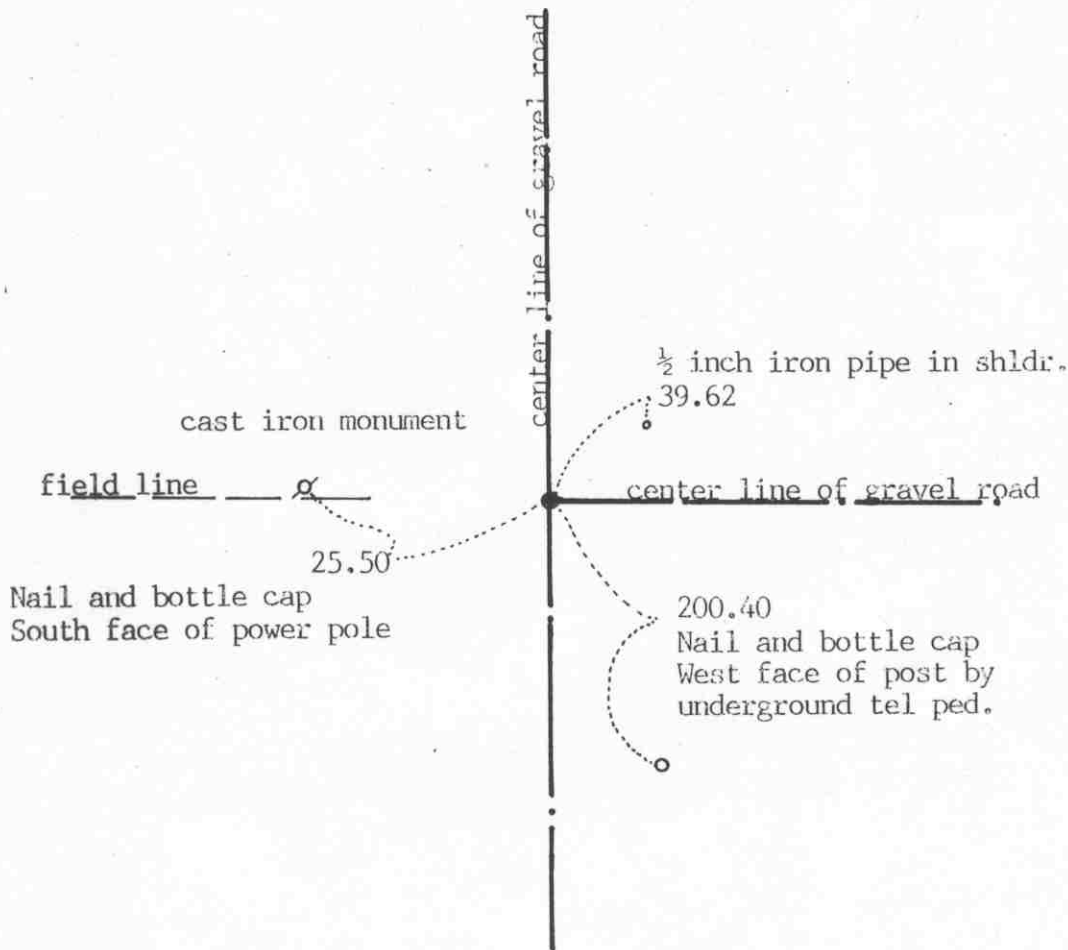 center line of gravel road
½ inch iron pipe in shldr.
39.62
cast iron monument
field line
center line of gravel road
25.50
Nail and bottle cap
South face of power pole
200.40
Nail and bottle cap
West face of post by
underground tel ped.